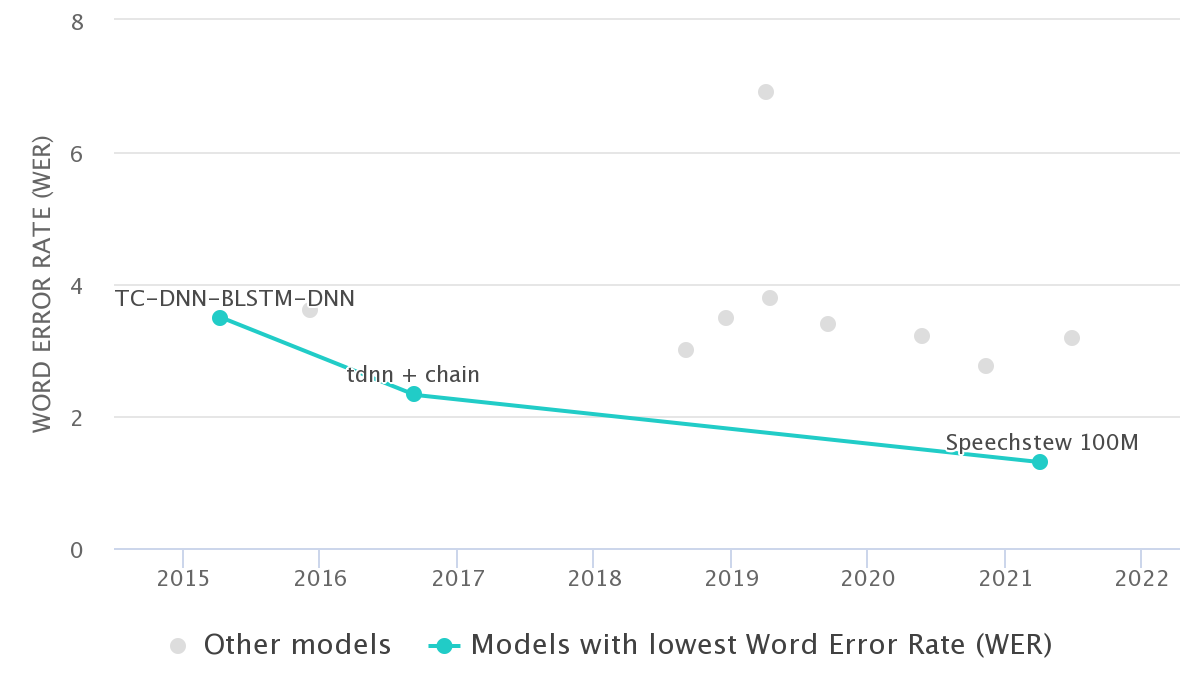 8
6
4
2
0
WORD ERROR RATE (WER)
TC-DNN-BLSTM-DNN
tdnn + chain
Speechstew 100M
2015 2016 2017 2018 2019 2020 2021 2022
Other models Models with lowest Word Error Rate (WER)